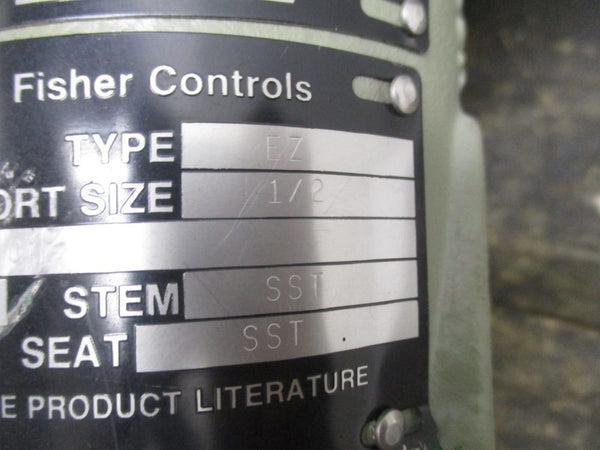 Fisher Controls
TYPE EZ
ORT SIZE 1/2
STEM SST
SEAT SST
E PRODUCT LITERATURE